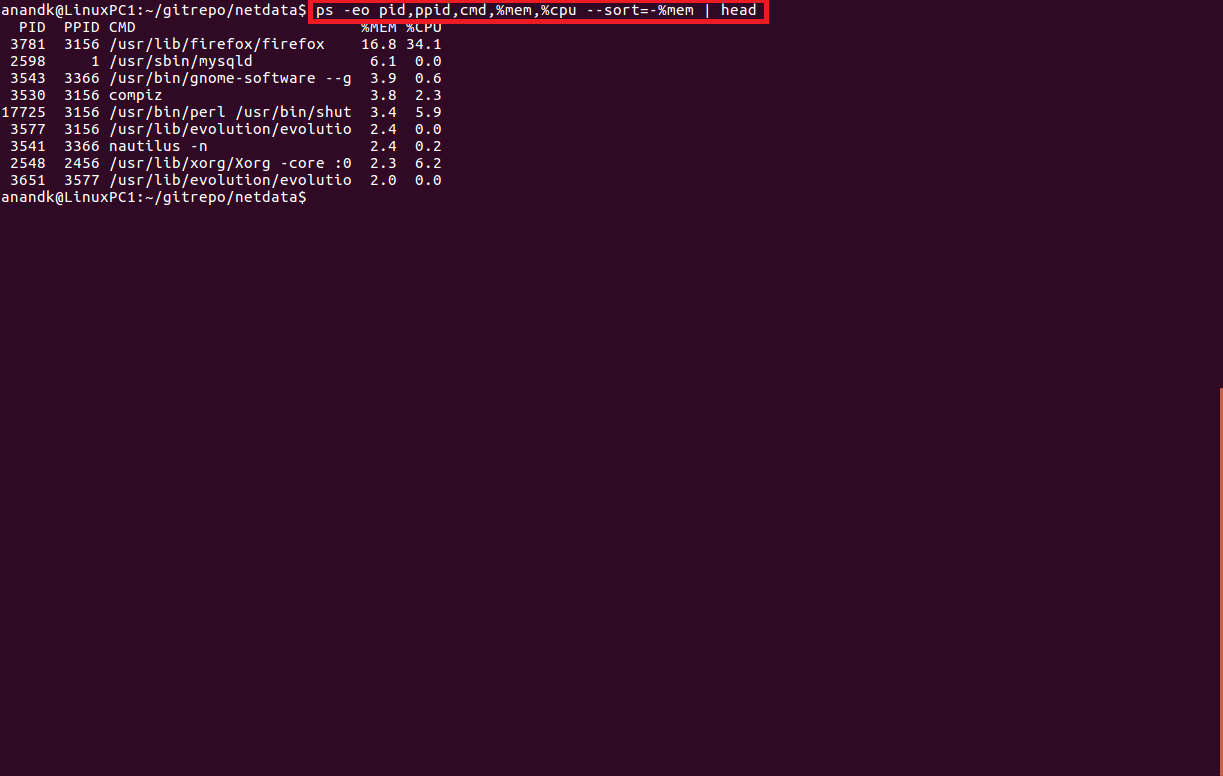 anandk@LinuxPC1:~/gitrepo/netdata$ ps -eo pid,ppid,cmd,%mem,%cpu --sort=-%mem | head
  PID  PPID CMD                         %MEM %CPU
 3781  3156 /usr/lib/firefox/firefox    16.8 34.1
 2598     1 /usr/sbin/mysqld             6.1  0.0
 3543  3366 /usr/bin/gnome-software --g  3.9  0.6
 3530  3156 compiz                       3.8  2.3
17725  3156 /usr/bin/perl /usr/bin/shut  3.4  5.9
 3577  3156 /usr/lib/evolution/evolutio  2.4  0.0
 3541  3366 nautilus -n                  2.4  0.2
 2548  2456 /usr/lib/xorg/Xorg -core :0  2.3  6.2
 3651  3577 /usr/lib/evolution/evolutio  2.0  0.0
anandk@LinuxPC1:~/gitrepo/netdata$